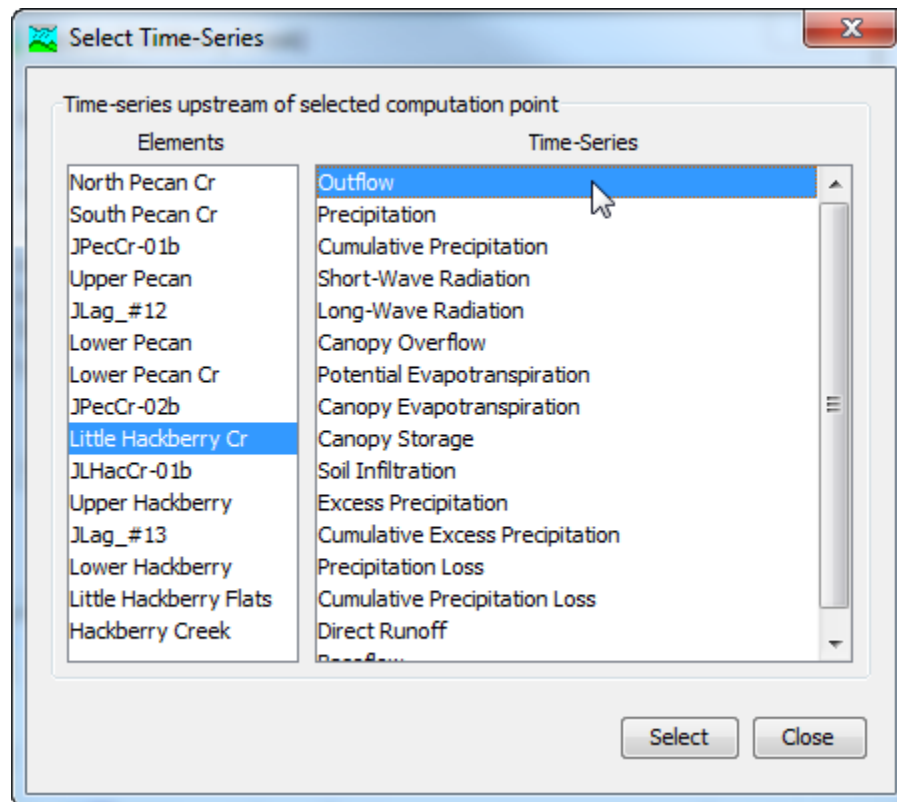 Select Time-Series
Time-series upstream of selected computation point
Elements
Time-Series
North Pecan Cr
South Pecan Cr
JPecCr-01b
Upper Pecan
JLag_#12
Lower Pecan
Lower Pecan Cr
JPecCr-02b
Little Hackberry Cr
JLHacCr-01b
Upper Hackberry
JLag_#13
Lower Hackberry
Little Hackberry Flats
Hackberry Creek
Outflow
Precipitation
Cumulative Precipitation
Short-Wave Radiation
Long-Wave Radiation
Canopy Overflow
Potential Evapotranspiration
Canopy Evapotranspiration
Canopy Storage
Soil Infiltration
Excess Precipitation
Cumulative Excess Precipitation
Precipitation Loss
Cumulative Precipitation Loss
Direct Runoff
Select
Close